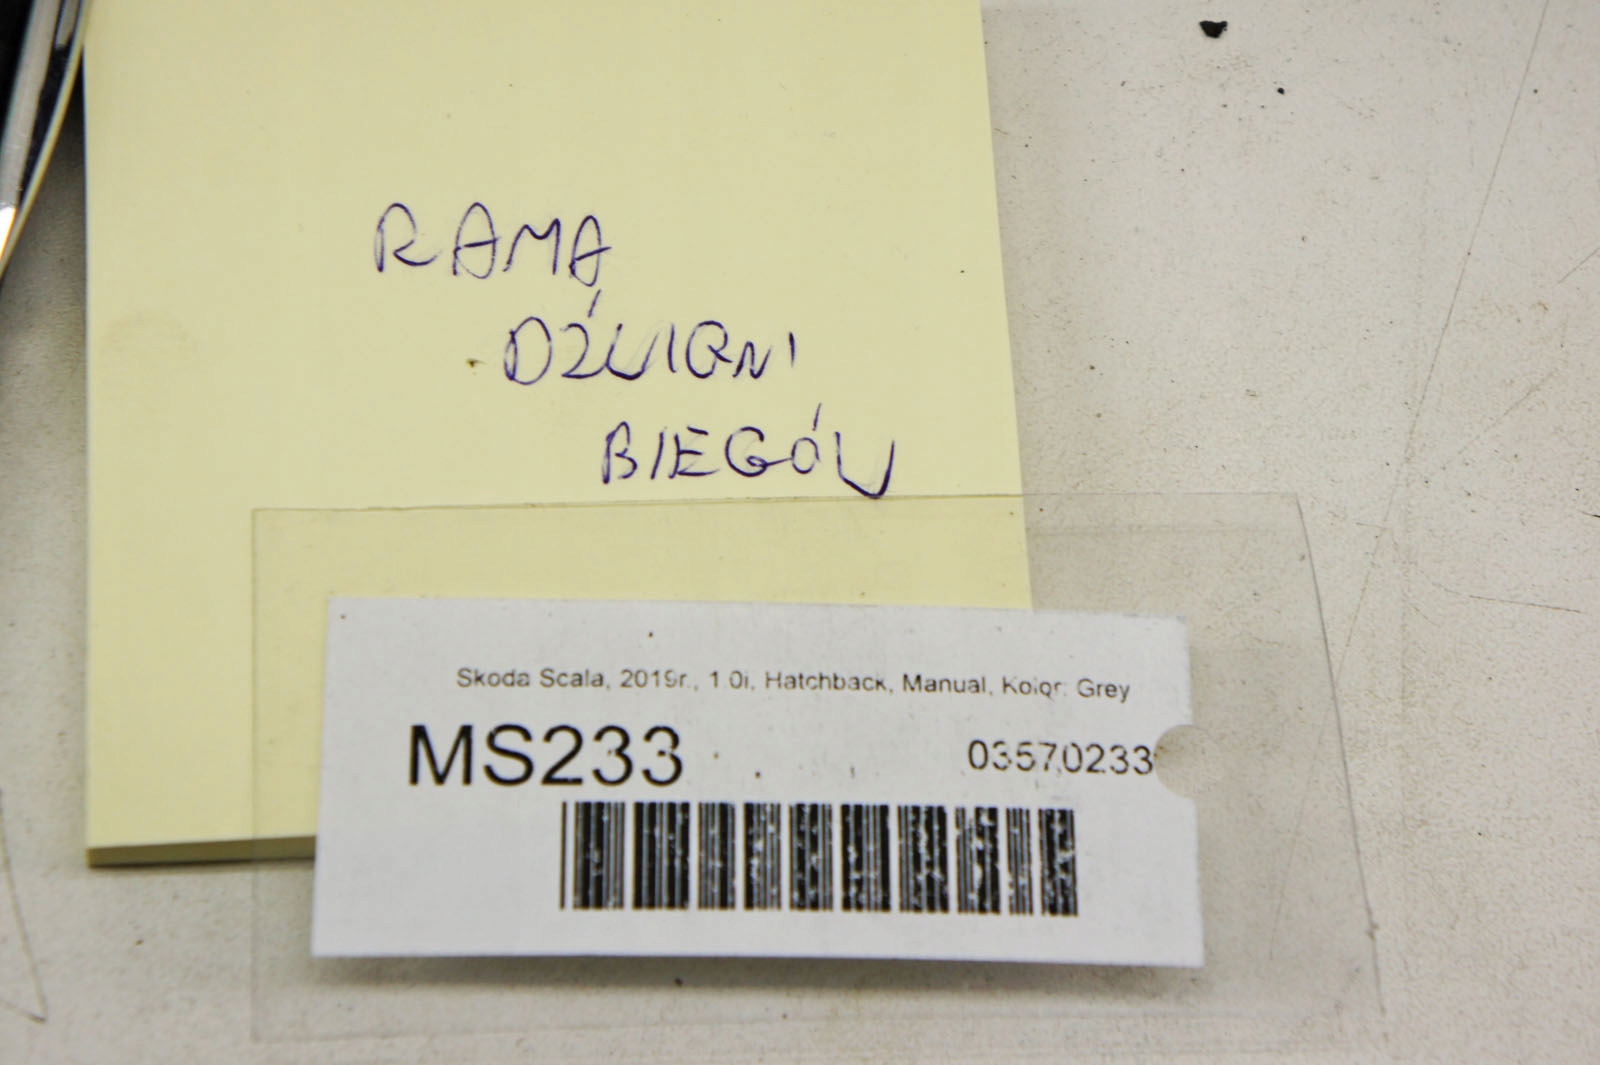 RAMA
DŹWIGNI
BIEGÓW
Skoda Scala, 2019r., 1.0i, Hatchback, Manual, Kolor: Grey
MS233
03570233